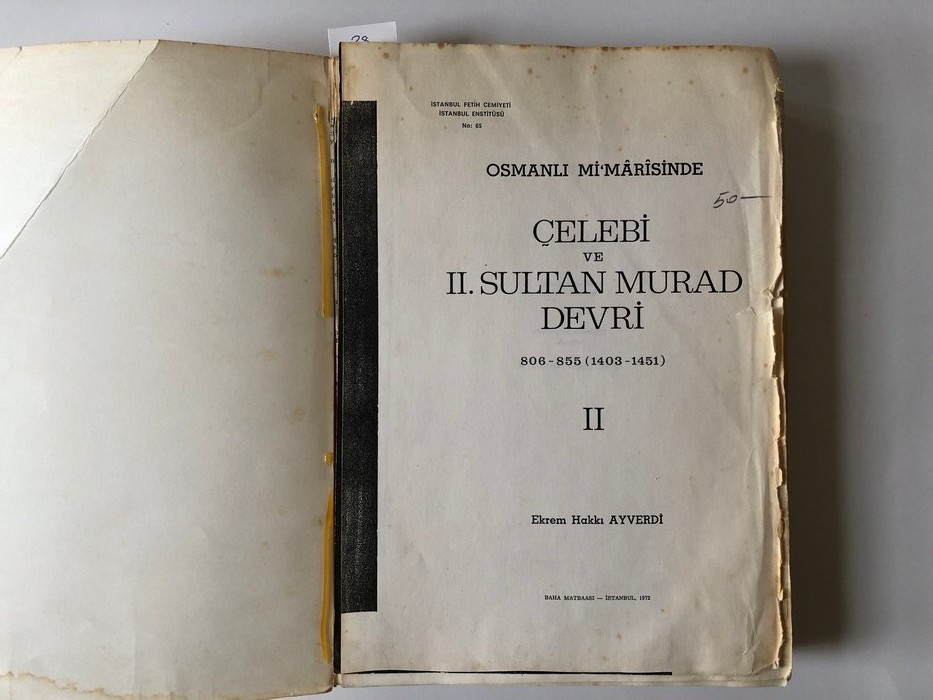 28
İSTANBUL FETİH CEMİYETİ
İSTANBUL ENSTİTÜSÜ
No: 65
OSMANLI Mİ'MÂRÎSİNDE
50—
ÇELEBİ
VE
II. SULTAN MURAD
DEVRİ
806-855 (1403-1451)
II
Ekrem Hakkı AYVERDİ
BAHA MATBAASI — İSTANBUL, 1972